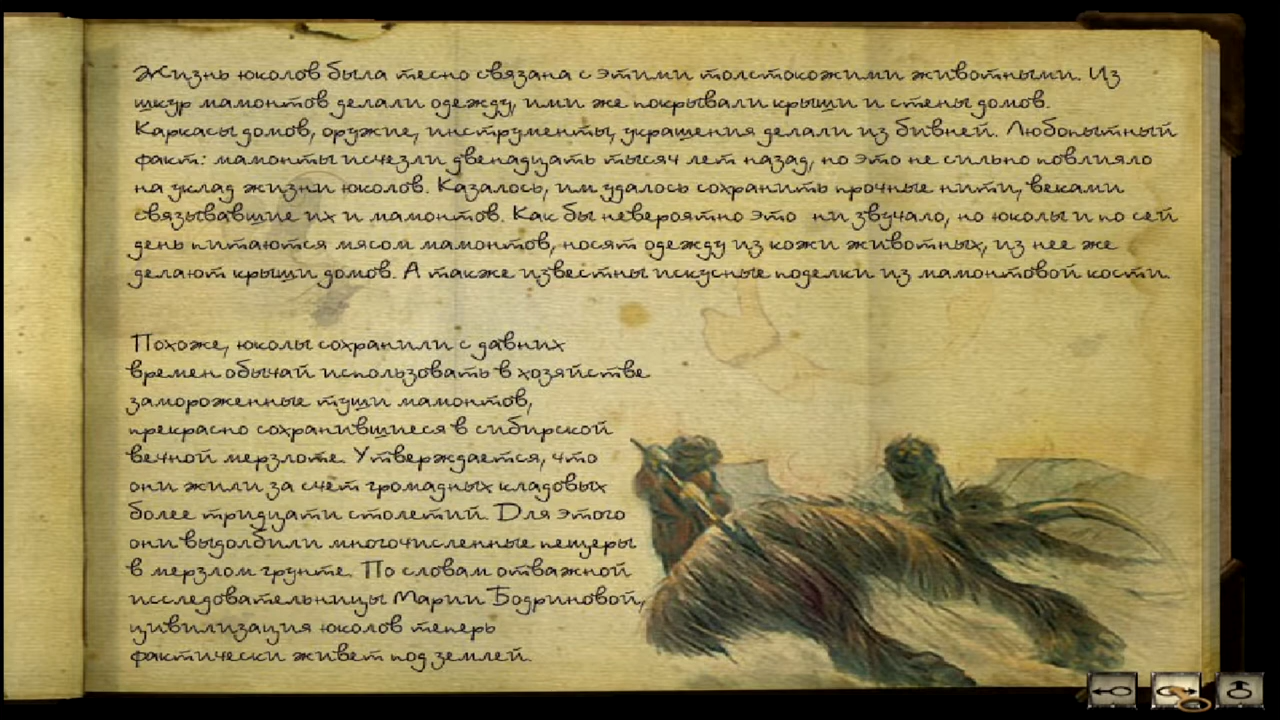 Жизнь юколов была тесно связана с этими толстокожими животными. Из
шкур мамонтов делали одежду, ими же покрывали крыши и стены домов.
Каркасы домов, оружие, инструменты, украшения делали из бивней. Любопытный
факт: мамонты исчезли двенадцать тысяч лет назад, но это не сильно повлияло
на уклад жизни юколов. Казалось, им удалось сохранить прочные нити, веками
связывавшие их и мамонтов. Как бы невероятно это ни звучало, но юколы и по сей
день питаются мясом мамонтов, носят одежду из кожи животных, из нее же
делают крыши домов. А также известны искусные поделки из мамонтовой кости.
Похоже, юколы сохранили с давних
времен обычай использовать в хозяйстве
замороженные туши мамонтов,
прекрасно сохранившиеся в сибирской
вечной мерзлоте. Утверждается, что
они жили за счет громадных кладовых
более тридцати столетий. Для этого
они выдолбили многочисленные пещеры
в мерзлом грунте. По словам отважной
исследовательницы Марии Бодриновой,
цивилизация юколов теперь
фактически живет под землей.